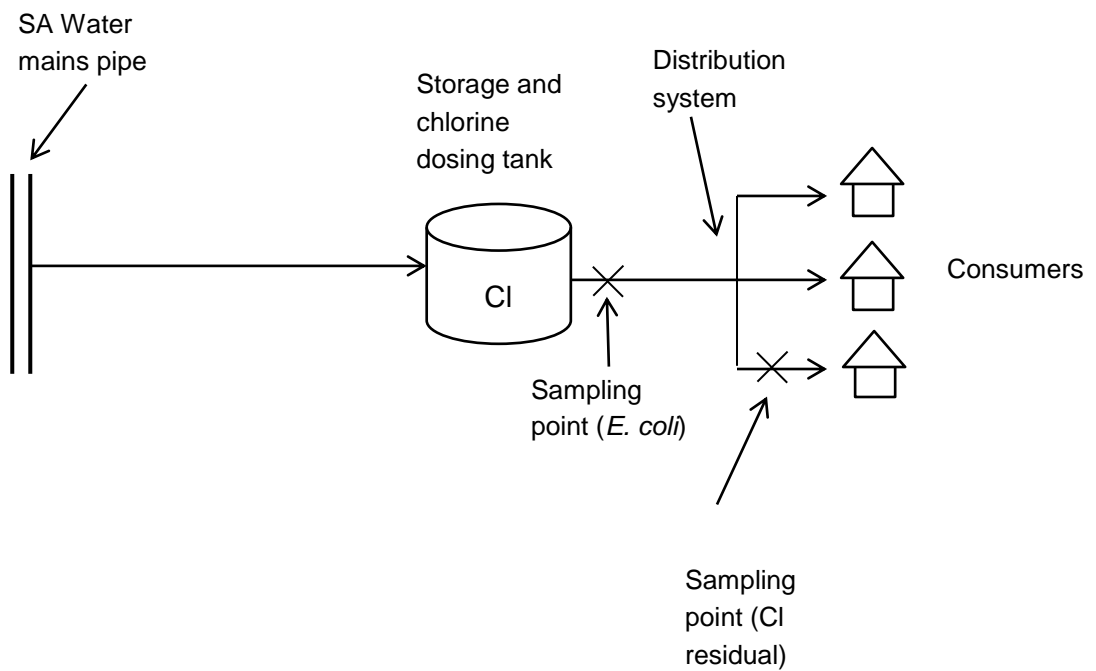 SA Water
mains pipe
Storage and
chlorine
dosing tank
Distribution
system
Cl
Consumers
Sampling
point (E. coli)
Sampling
point (Cl
residual)